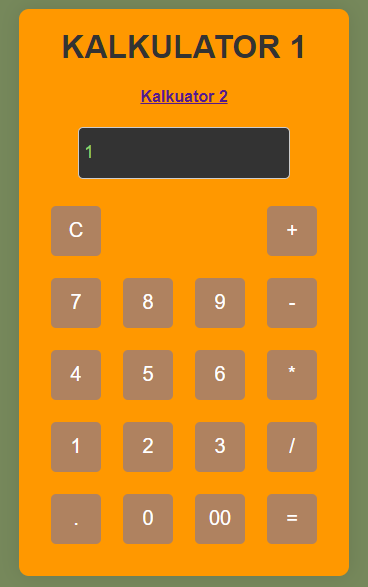 KALKULATOR 1
Kalkuator 2
1
C +
7 8 9 -
4 5 6 *
1 2 3 /
. 0 00 =